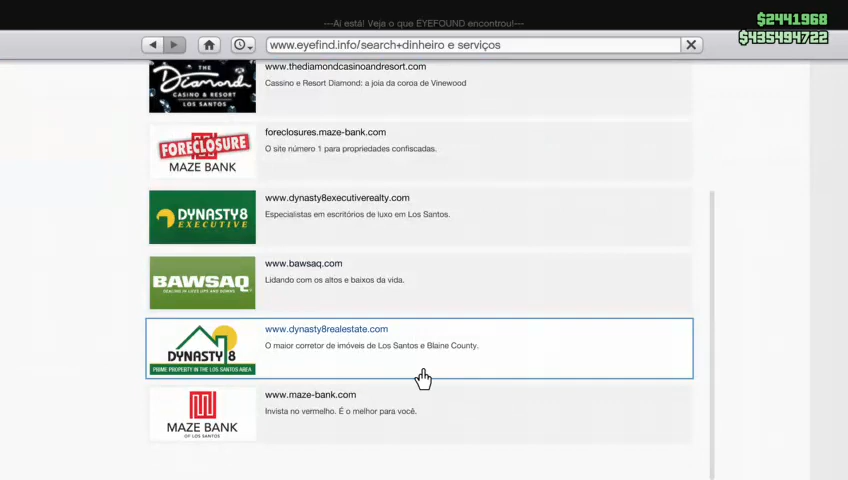 ---Aí está! Veja o que EYEFOUND encontrou!---
$2441968
$435494722
www.eyefind.info/search+dinheiro e serviços
THE
Diamond
CASINO & RESORT
LOS SANTOS
www.thediamondcasinoandresort.com
Cassino e Resort Diamond: a joia da coroa de Vinewood
FORECLOSURE
MAZE BANK
foreclosures.maze-bank.com
O site número 1 para propriedades confiscadas.
DYNASTY8
EXECUTIVE
www.dynasty8executiverealty.com
Especialistas em escritórios de luxo em Los Santos.
BAWSAQ
DEALING IN LIFE'S UPS AND DOWNS
www.bawsaq.com
Lidando com os altos e baixos da vida.
DYNASTY 8
PRIME PROPERTY IN THE LOS SANTOS AREA
www.dynasty8realestate.com
O maior corretor de imóveis de Los Santos e Blaine County.
MAZE BANK
OF LOS SANTOS
www.maze-bank.com
Invista no vermelho. É o melhor para você.